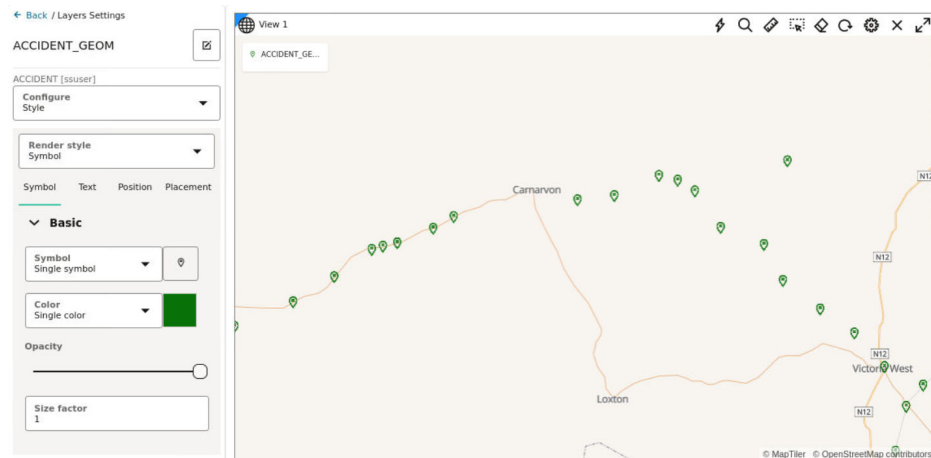 ← Back / Layers Settings
ACCIDENT_GEOM
ACCIDENT [ssuser]
Configure
Style
Render style
Symbol
Symbol Text Position Placement
Basic
Symbol
Single symbol
Color
Single color
Opacity
Size factor
1
View 1
ACCIDENT_GE...
Carnarvon
N12
N12
N12
Victoria West
Loxton
N12
© MapTiler © OpenStreetMap contributors